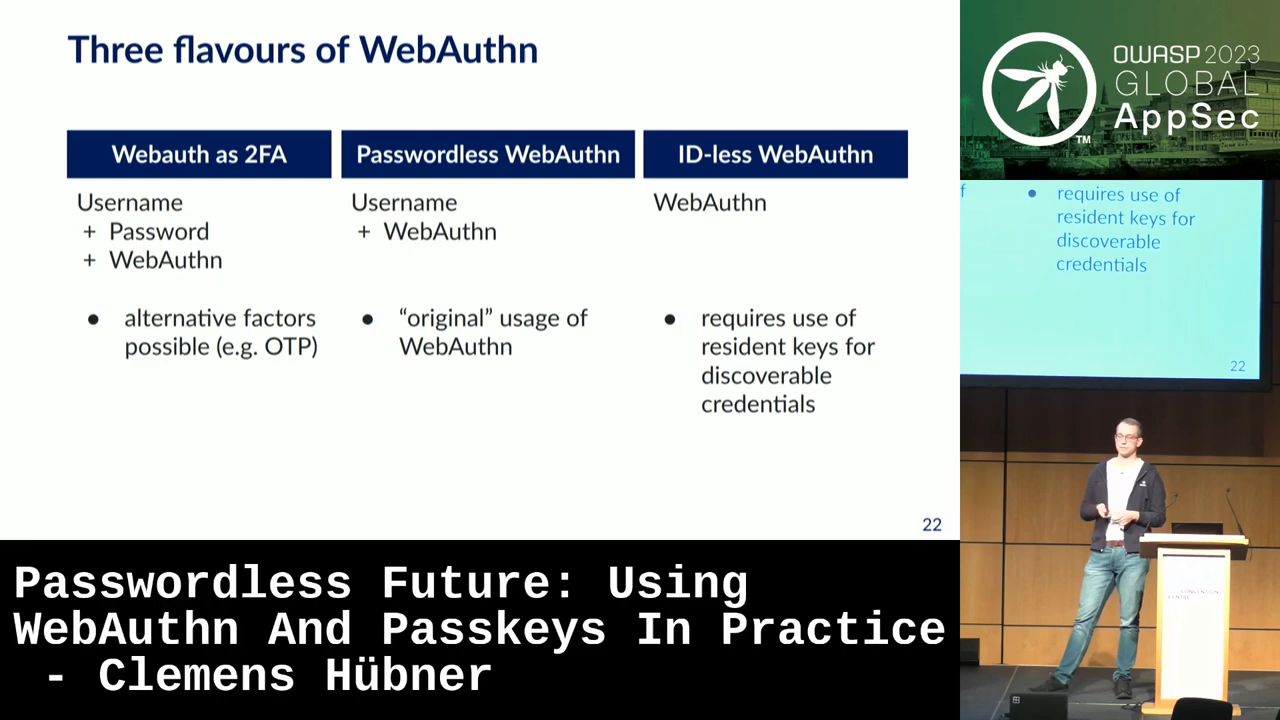 Three flavours of WebAuthn
Webauth as 2FA
Username
+ Password
+ WebAuthn
● alternative factors
possible (e.g. OTP)
Passwordless WebAuthn
Username
+ WebAuthn
● “original” usage of
WebAuthn
ID-less WebAuthn
WebAuthn
● requires use of
resident keys for
discoverable
credentials
22
OWASP 2023
GLOBAL
AppSec
TM
f
● requires use of
resident keys for
discoverable
credentials
22
CONVENTION
CENTRE
Passwordless Future: Using
WebAuthn And Passkeys In Practice
- Clemens Hübner